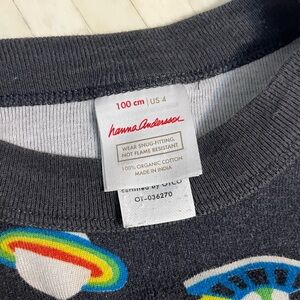 100 cm | US 4
hanna Andersson
WEAR SNUG-FITTING,
NOT FLAME RESISTANT.
100% ORGANIC COTTON
MADE IN INDIA
certified by OTCO
OT-036270